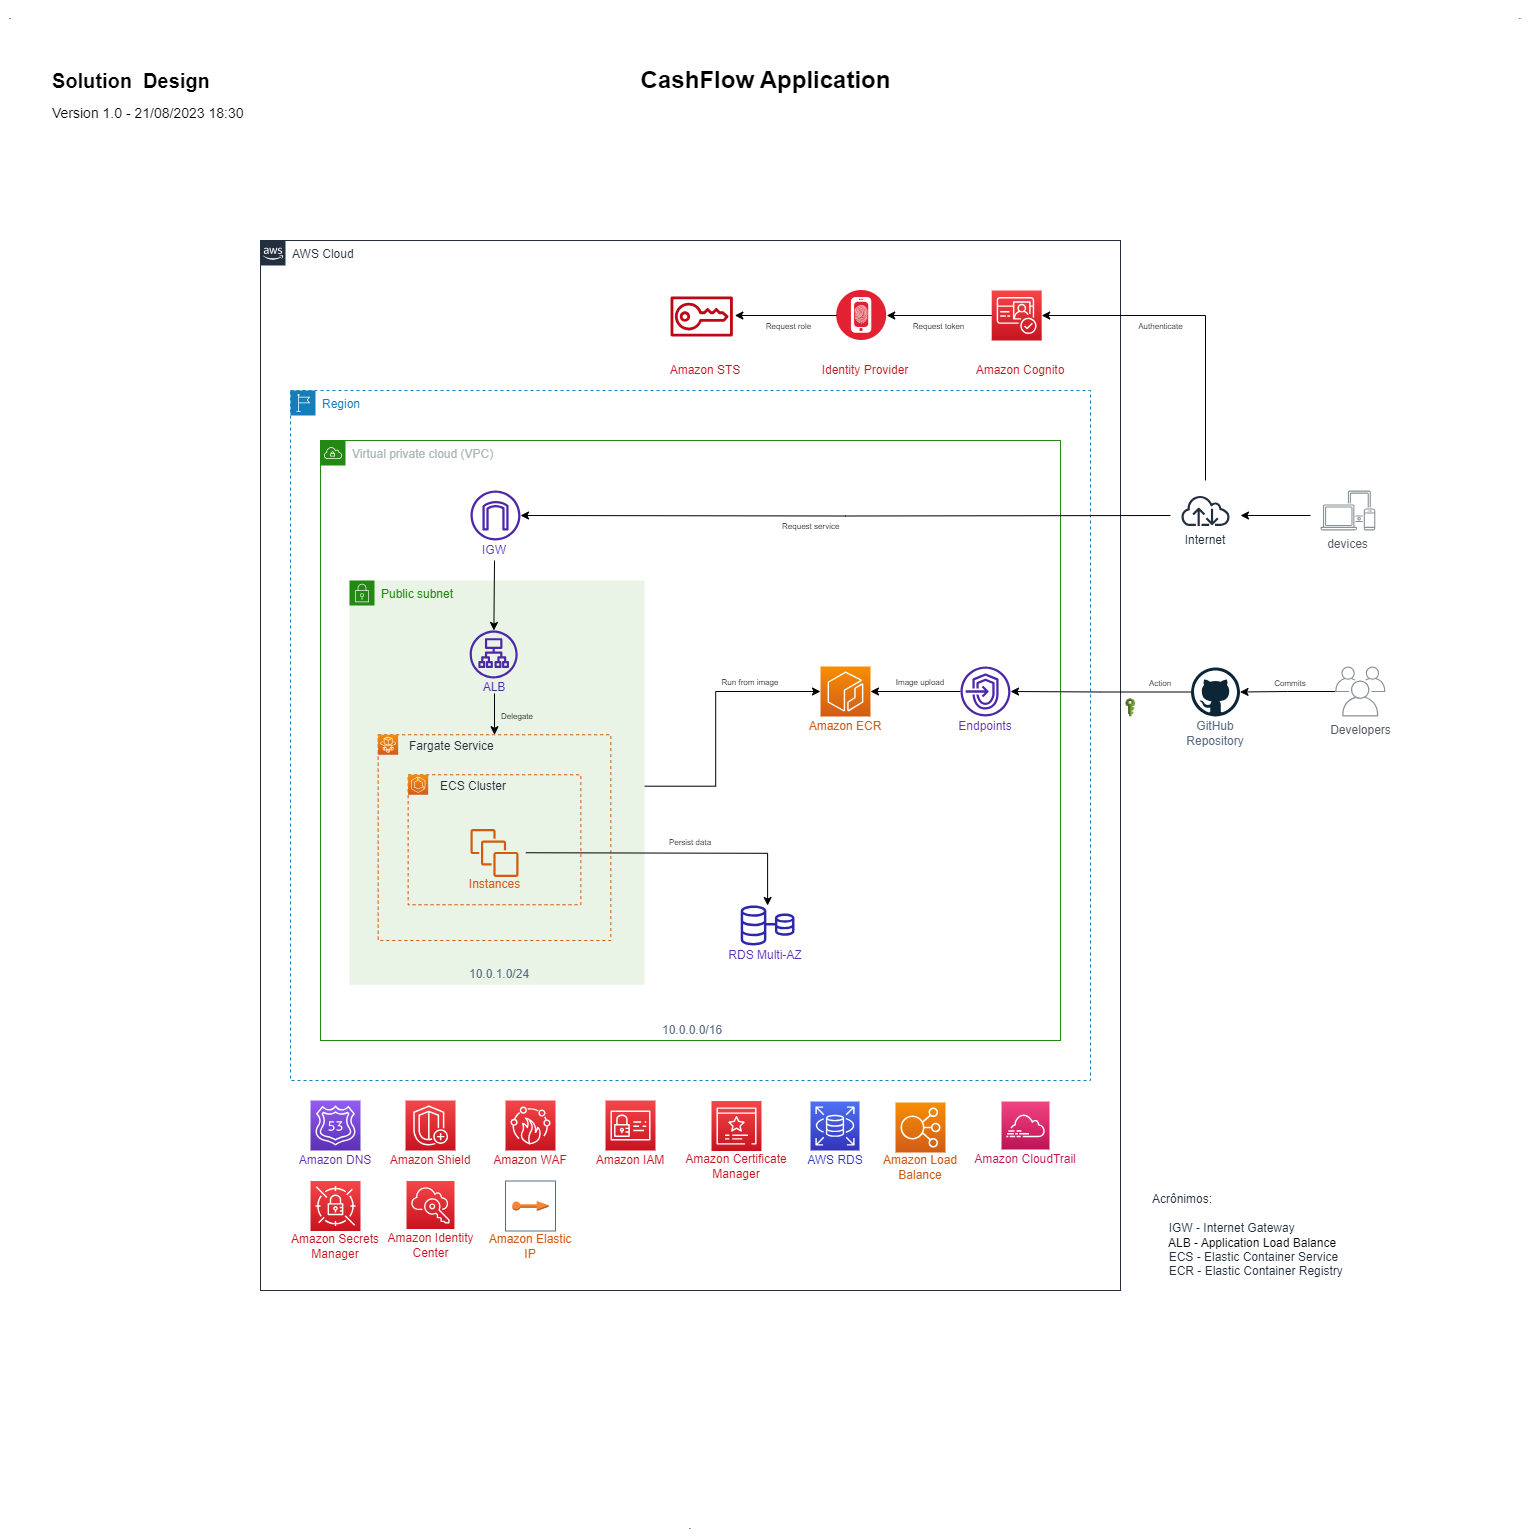 Solution  Design
CashFlow Application
Version 1.0 - 21/08/2023 18:30
aws
AWS Cloud
Request role
Request token
Authenticate
Amazon STS
Identity Provider
Amazon Cognito
Region
Virtual private cloud (VPC)
Request service
IGW
Internet
devices
Public subnet
ALB
Delegate
Run from image
Image upload
Action
Commits
Amazon ECR
Endpoints
GitHub
Repository
Developers
Fargate Service
ECS Cluster
Instances
Persist data
RDS Multi-AZ
10.0.1.0/24
10.0.0.0/16
53
Amazon DNS
Amazon Shield
Amazon WAF
Amazon IAM
Amazon Certificate
Manager
AWS RDS
Amazon Load
Balance
Amazon CloudTrail
Amazon Secrets
Manager
Amazon Identity
Center
Amazon Elastic
IP
Acrônimos:
IGW - Internet Gateway
ALB - Application Load Balance
ECS - Elastic Container Service
ECR - Elastic Container Registry